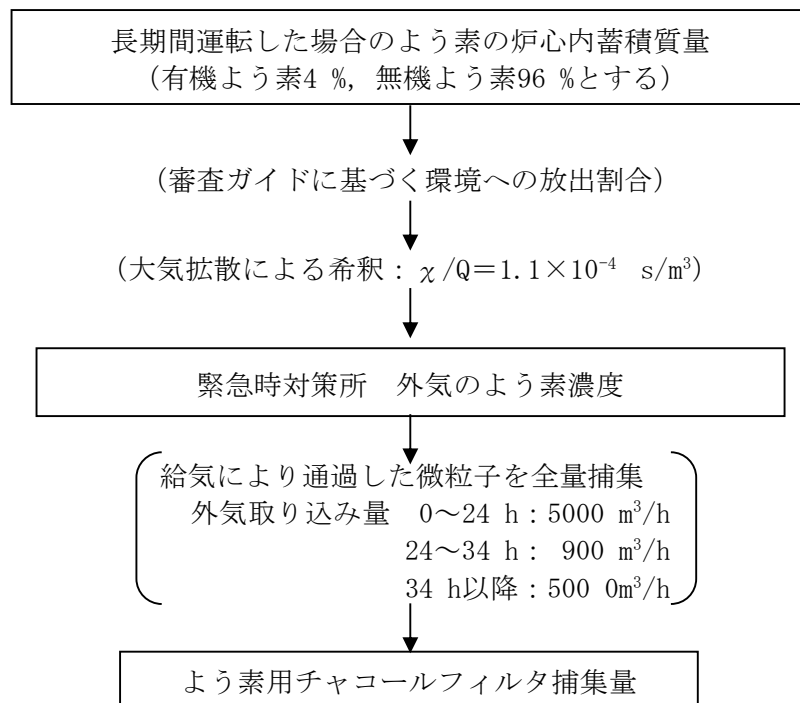 長期間運転した場合のよう素の炉心内蓄積質量
(有機よう素4 %, 無機よう素96 %とする)
(審査ガイドに基づく環境への放出割合)
(大気拡散による希釈:χ/Q=1.1×10⁻⁴ s/m³)
緊急時対策所 外気のよう素濃度
給気により通過した微粒子を全量捕集
外気取り込み量 0～24 h:5000 m³/h
24～34 h: 900 m³/h
34 h以降:500 0m³/h
よう素用チャコールフィルタ捕集量